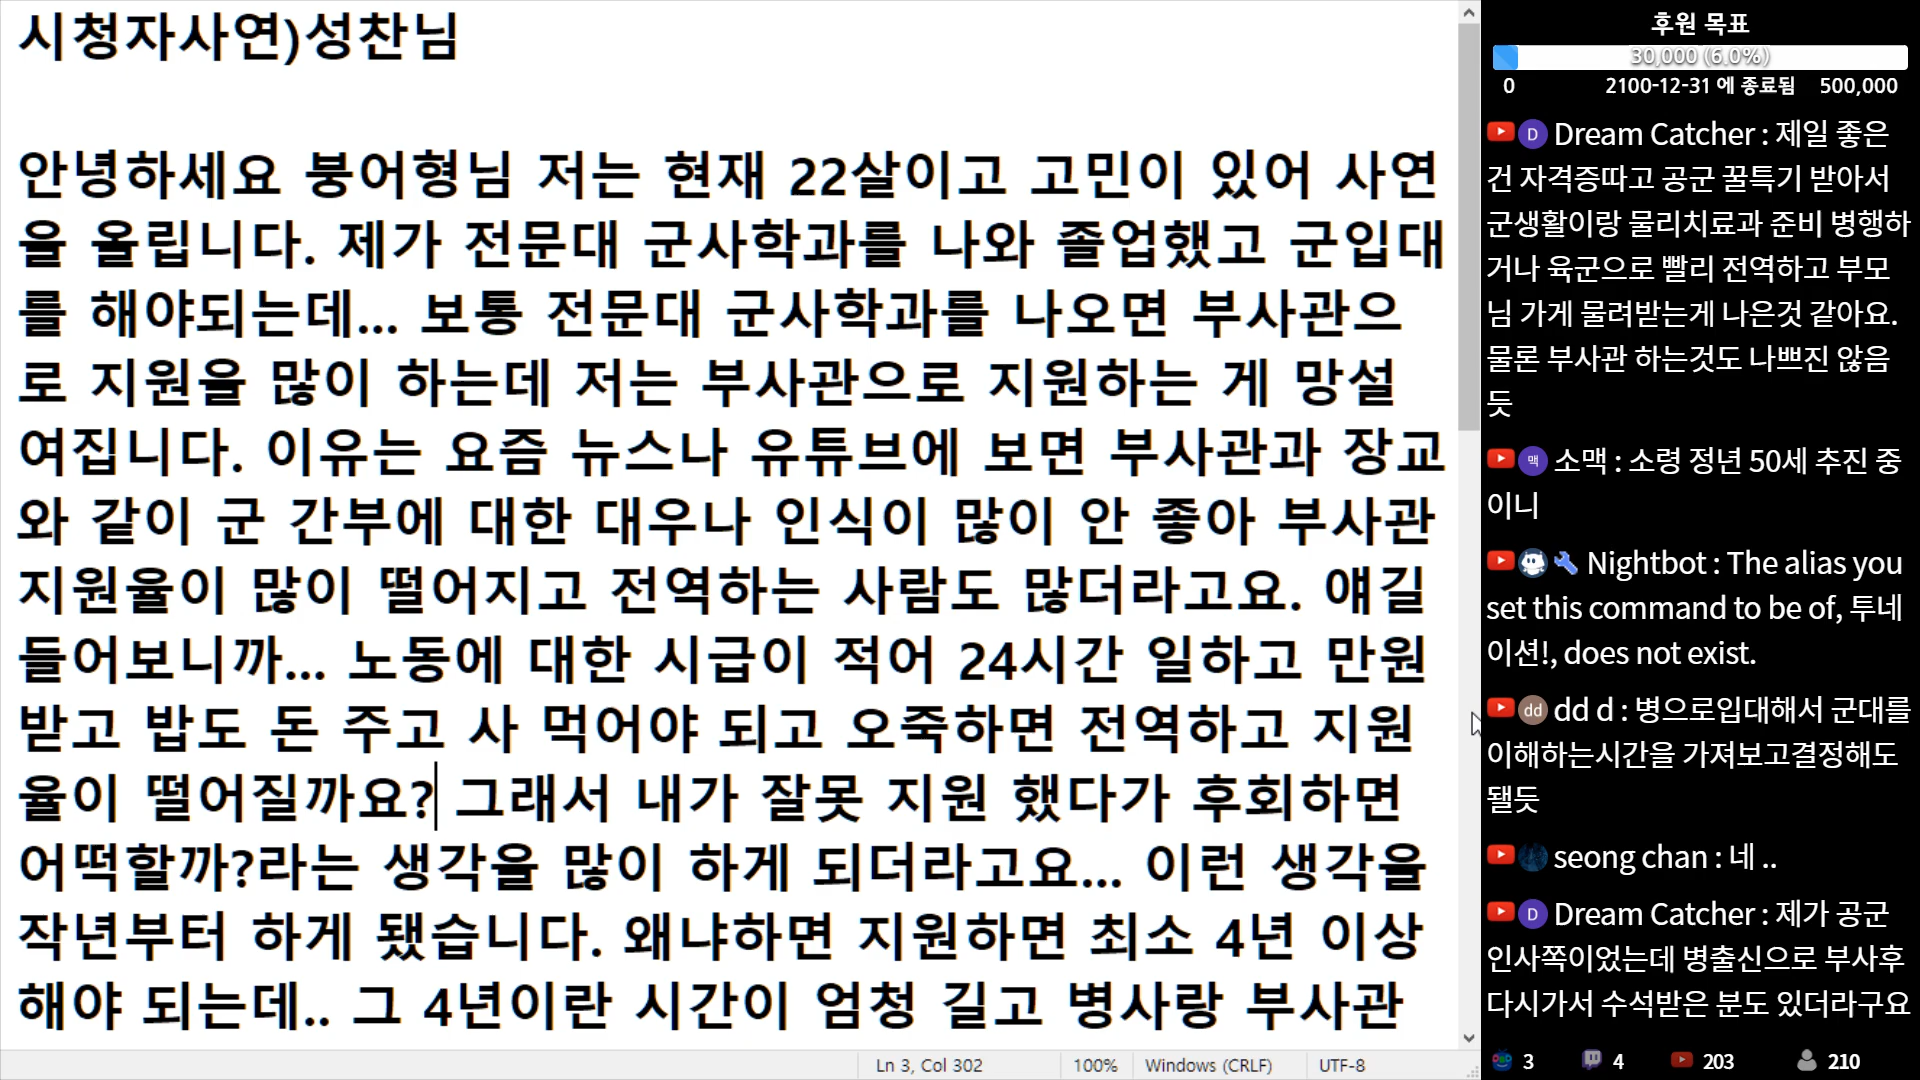 시청자사연)성찬님
안녕하세요 붕어형님 저는 현재 22살이고 고민이 있어 사연
을 올립니다. 제가 전문대 군사학과를 나와 졸업했고 군입대
를 해야되는데... 보통 전문대 군사학과를 나오면 부사관으
로 지원을 많이 하는데 저는 부사관으로 지원하는 게 망설
여집니다. 이유는 요즘 뉴스나 유튜브에 보면 부사관과 장교
와 같이 군 간부에 대한 대우나 인식이 많이 안 좋아 부사관
지원율이 많이 떨어지고 전역하는 사람도 많더라고요. 얘길
들어보니까... 노동에 대한 시급이 적어 24시간 일하고 만원
받고 밥도 돈 주고 사 먹어야 되고 오죽하면 전역하고 지원
율이 떨어질까요? 그래서 내가 잘못 지원 했다가 후회하면
어떡할까?라는 생각을 많이 하게 되더라고요... 이런 생각을
작년부터 하게 됐습니다. 왜냐하면 지원하면 최소 4년 이상
해야 되는데.. 그 4년이란 시간이 엄청 길고 병사랑 부사관
Ln 3, Col 302
100%
Windows (CRLF)
UTF-8
후원 목표
30,000 (6.0%)
0
2100-12-31 에 종료됨
500,000
D Dream Catcher : 제일 좋은
건 자격증따고 공군 꿀특기 받아서
군생활이랑 물리치료과 준비 병행하
거나 육군으로 빨리 전역하고 부모
님 가게 물려받는게 나은것 같아요.
물론 부사관 하는것도 나쁘진 않음
듯
맥 소맥 : 소령 정년 50세 추진 중
이니
Nightbot : The alias you
set this command to be of, 투네
이션!, does not exist.
dd dd d : 병으로입대해서 군대를
이해하는시간을 가져보고결정해도
됄듯
seong chan : 네 ..
D Dream Catcher : 제가 공군
인사쪽이었는데 병출신으로 부사후
다시가서 수석받은 분도 있더라구요
3
4
203
210